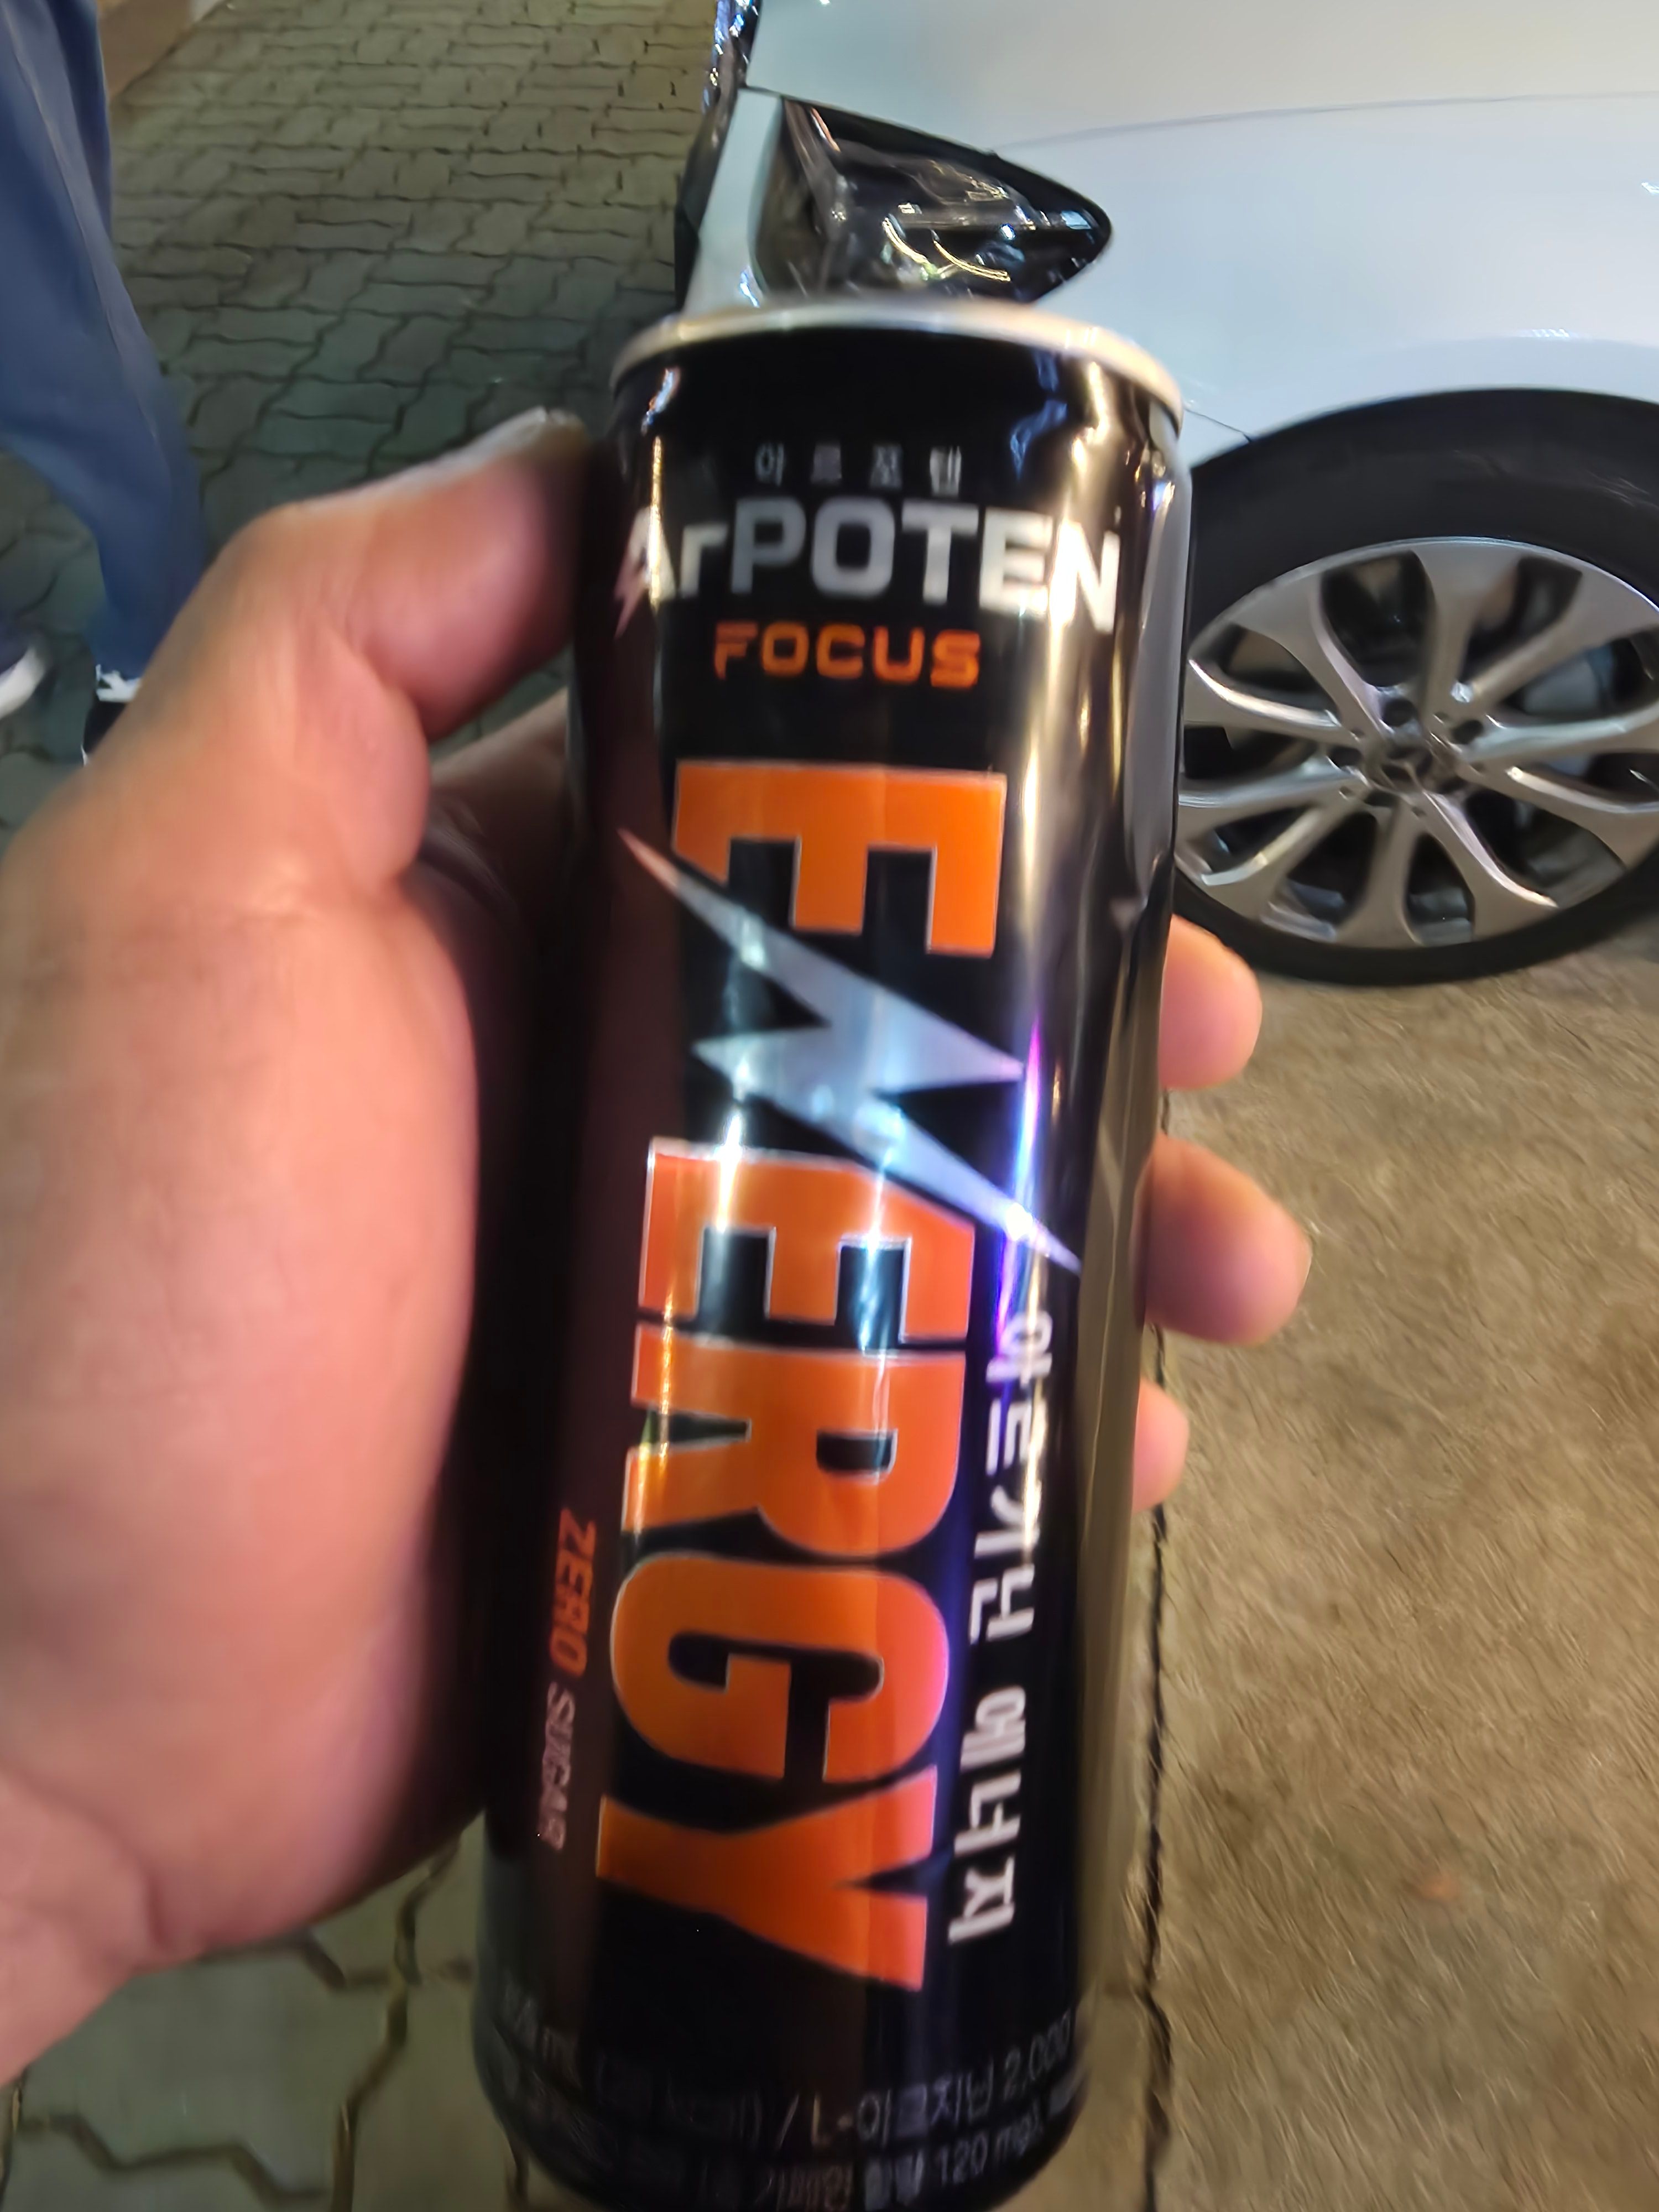 아르포텐
ArPOTEN
FOCUS
ENERGY
아르기닌 에너지
ZERO SUGAR
/ L-아르지닌 2,000
카페인 함량 120 mg),